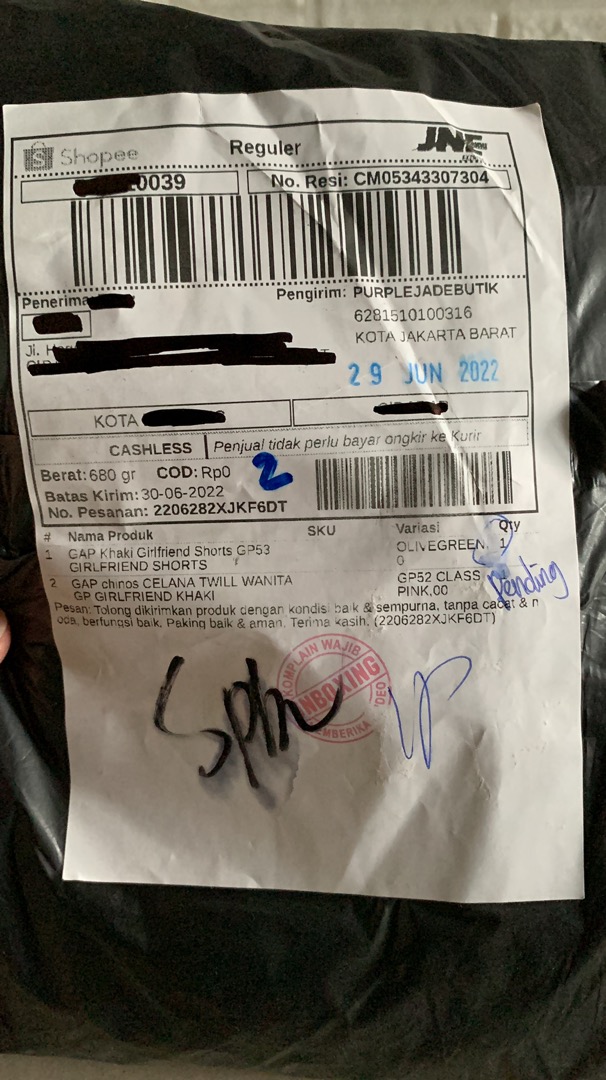 Shopee
Reguler
JNE
0039
No. Resi: CM05343307304
Penerima
Pengirim: PURPLEJADEBUTIK
6281510100316
KOTA JAKARTA BARAT
Jl.
29 JUN 2022
KOTA
CASHLESS
Penjual tidak perlu bayar ongkir ke Kurir
Berat: 680 gr COD: Rp0
2
Batas Kirim: 30-06-2022
No. Pesanan: 2206282XJKF6DT
# Nama Produk SKU Variasi Qty
1 GAP Khaki Girlfriend Shorts GP53 OLIVEGREEN, 1
GIRLFRIEND SHORTS 0
2 GAP chinos CELANA TWILL WANITA GP52 CLASS
GP GIRLFRIEND KHAKI PINK,00
Pending
Pesan: Tolong dikirimkan produk dengan kondisi baik & sempurna, tanpa cacat & n
oda, berfungsi baik. Paking baik & aman. Terima kasih. (2206282XJKF6DT)
KOMPLAIN WAJIB
UNBOXING